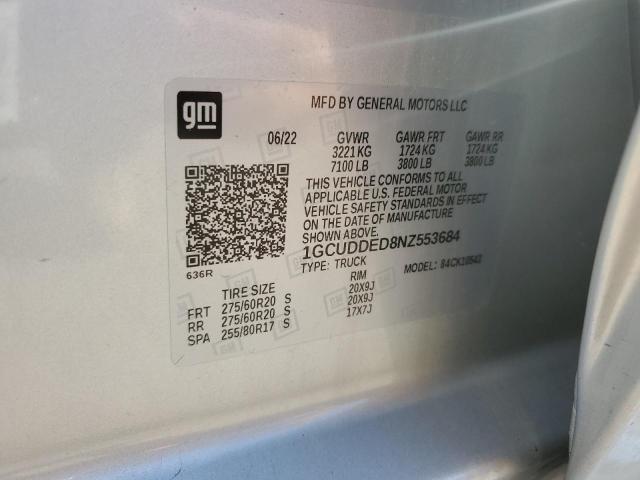 gm
MFD BY GENERAL MOTORS LLC
06/22 GVWR GAWR FRT GAWR RR
3221 KG 1724 KG 1724 KG
7100 LB 3800 LB 3800 LB
THIS VEHICLE CONFORMS TO ALL
APPLICABLE U.S. FEDERAL MOTOR
VEHICLE SAFETY STANDARDS IN EFFECT
ON THE DATE OF MANUFACTURE
SHOWN ABOVE.
1GCUDDED8NZ553684
636R
TYPE: TRUCK MODEL:
TIRE SIZE RIM
FRT 275/60R20 S 20X9J
RR 275/60R20 S 20X9J
SPA 255/80R17 S 17X7J